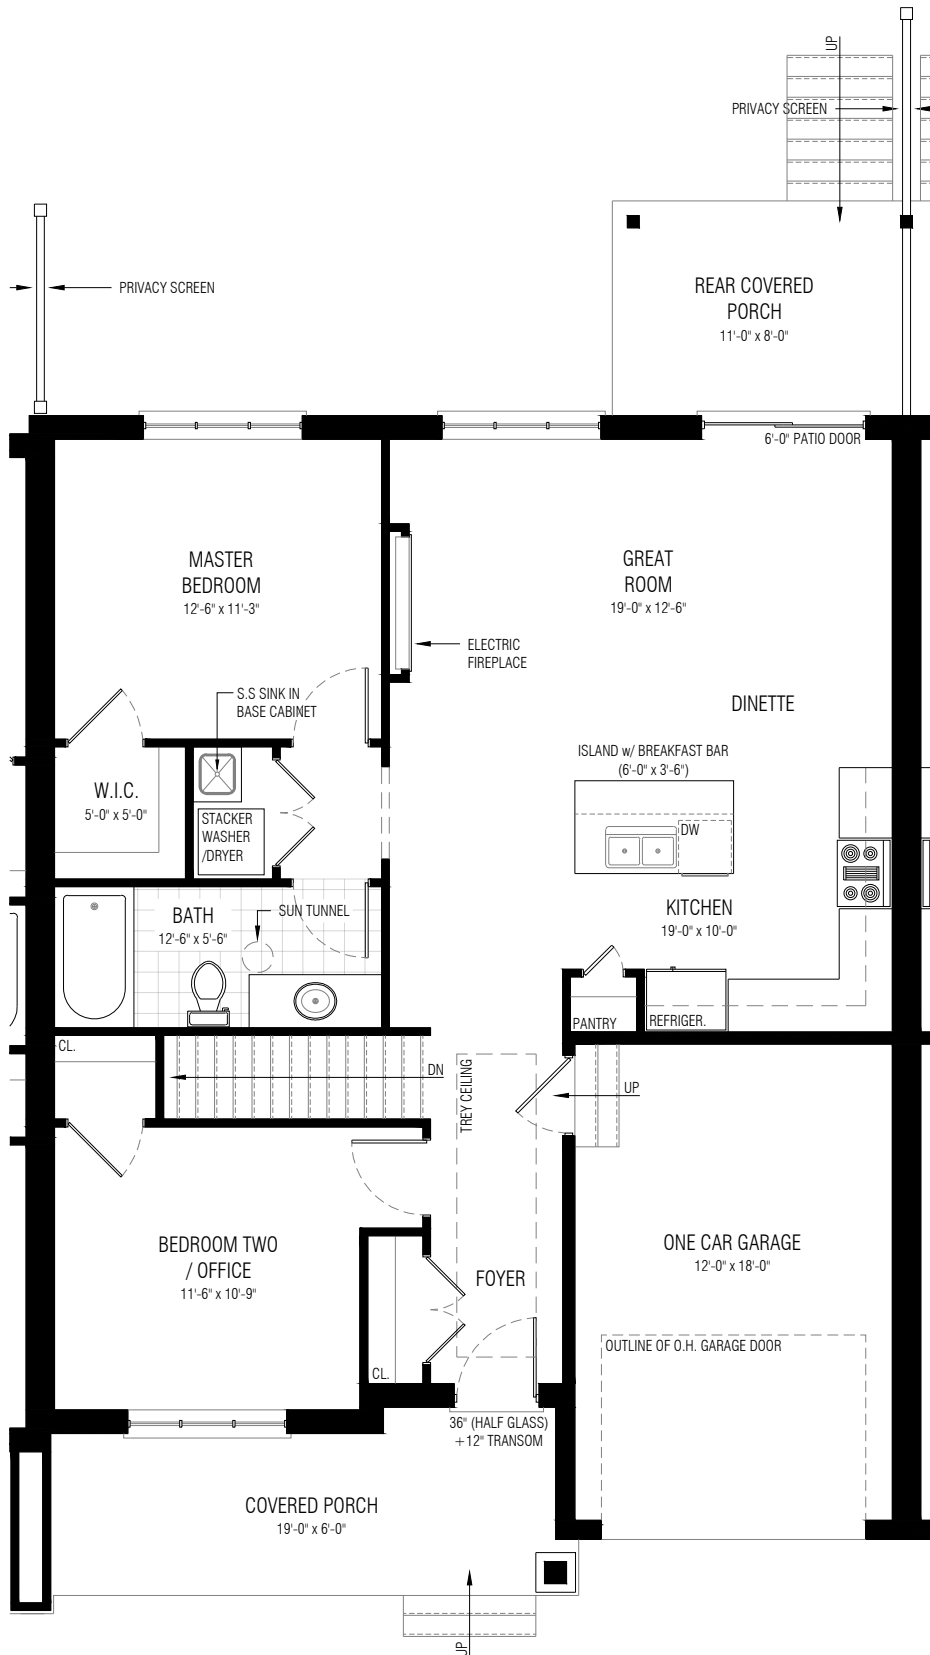 UP
PRIVACY SCREEN
PRIVACY SCREEN
REAR COVERED
PORCH
11'-0" x 8'-0"
6'-0" PATIO DOOR
MASTER
BEDROOM
12'-6" x 11'-3"
GREAT
ROOM
19'-0" x 12'-6"
ELECTRIC
FIREPLACE
S.S SINK IN
BASE CABINET
DINETTE
ISLAND w/ BREAKFAST BAR
(6'-0" x 3'-6")
W.I.C.
5'-0" x 5'-0"
STACKER
WASHER
/DRYER
DW
BATH
12'-6" x 5'-6"
SUN TUNNEL
KITCHEN
19'-0" x 10'-0"
PANTRY
REFRIGER.
CL.
DN
TREY CEILING
UP
BEDROOM TWO
/ OFFICE
11'-6" x 10'-9"
ONE CAR GARAGE
12'-0" x 18'-0"
FOYER
OUTLINE OF O.H. GARAGE DOOR
CL.
36" (HALF GLASS)
+12" TRANSOM
COVERED PORCH
19'-0" x 6'-0"
UP